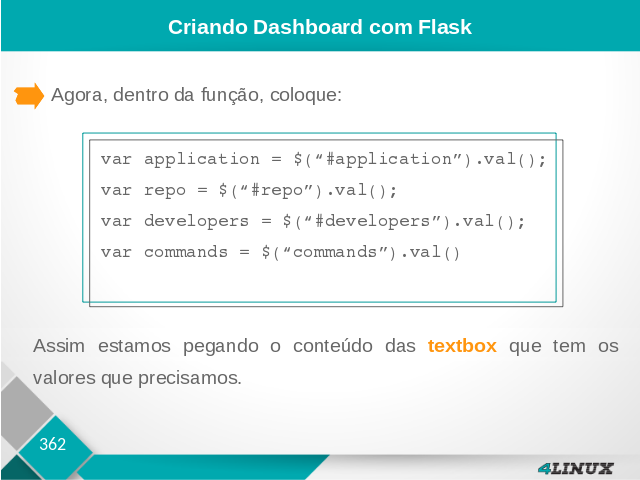 Criando Dashboard com Flask
Agora, dentro da função, coloque:
var application = $(“#application”).val();
var repo = $(“#repo”).val();
var developers = $(“#developers”).val();
var commands = $(“commands”).val()
Assim estamos pegando o conteúdo das textbox que tem os
valores que precisamos.
362
4LINUX